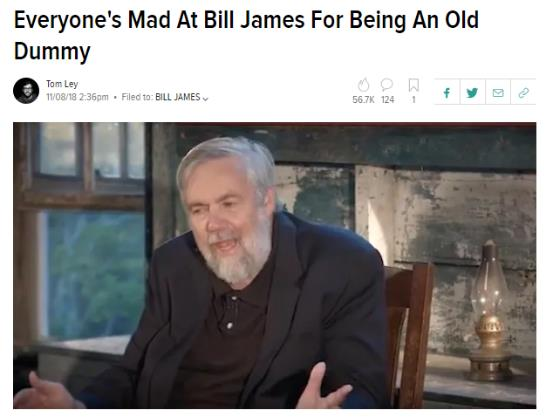 Everyone's Mad At Bill James For Being An Old
Dummy
Tom Ley
11/08/18 2:36pm • Filed to: BILL JAMES
56.7K 124 1